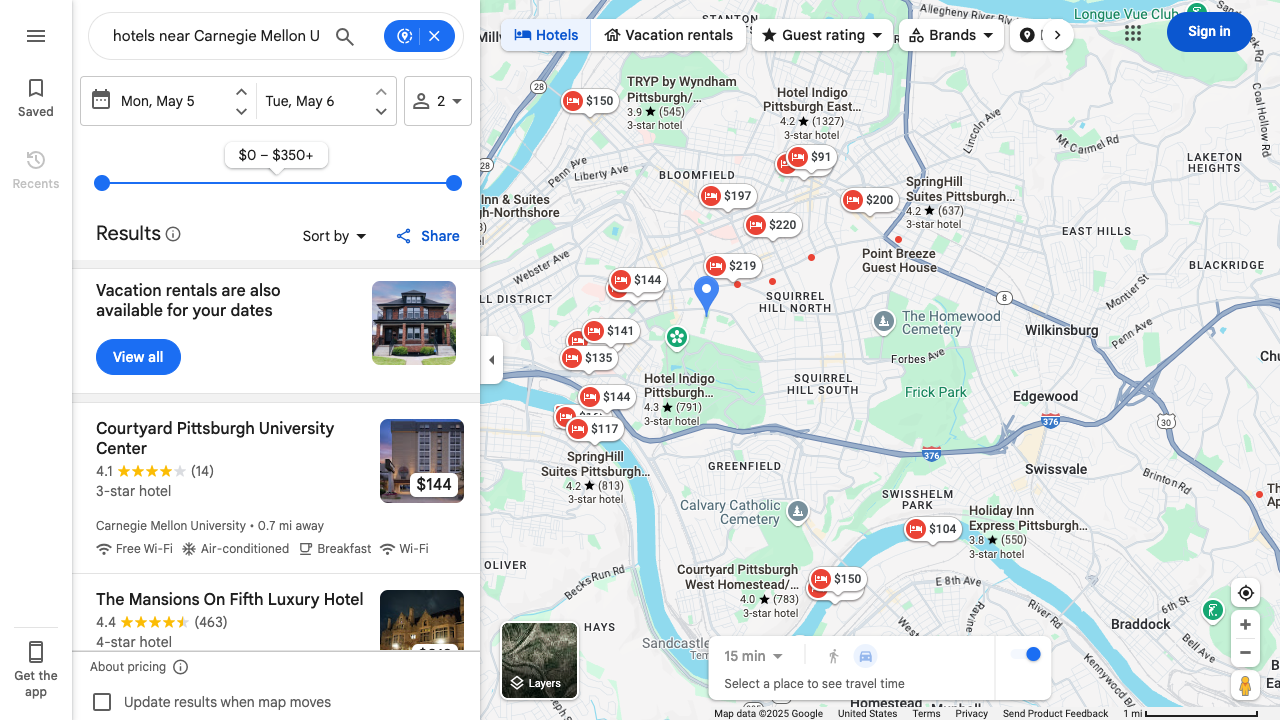 hotels near Carnegie Mellon U
Saved
Recents
Get the
app
Mon, May 5
Tue, May 6
2
$0 – $350+
Results
Sort by
Share
Vacation rentals are also
available for your dates
View all
Courtyard Pittsburgh University
Center
4.1 (14)
3-star hotel
$144
Carnegie Mellon University • 0.7 mi away
Free Wi-Fi Air-conditioned Breakfast Wi-Fi
The Mansions On Fifth Luxury Hotel
4.4 (463)
4-star hotel
About pricing
Update results when map moves
Hotels
Vacation rentals
Guest rating
Brands
Sign in
STANTON
Allegheny River Blvd
Long Vue Club
28
$150
TRYP by Wyndham
Pittsburgh/...
3.9 ★ (545)
3-star hotel
Hotel Indigo
Pittsburgh East...
4.2 ★ (1327)
3-star hotel
$91
Lincoln Ave
Mt Carmel Rd
Coal Hollow Rd
LAKETON
HEIGHTS
28
Penn Ave
Liberty Ave
BLOOMFIELD
Inn & Suites
gh-Northshore
$197
$200
SpringHill
Suites Pittsburgh...
4.2 ★ (637)
3-star hotel
$220
Point Breeze
Guest House
EAST HILLS
BLACKRIDGE
Webster Ave
$219
$144
LL DISTRICT
SQUIRREL
HILL NORTH
8
Montier St
The Homewood
Cemetery
Wilkinsburg
Penn Ave
$141
$135
Forbes Ave
Chu
Hotel Indigo
Pittsburgh...
4.3 ★ (791)
3-star hotel
SQUIRREL
HILL SOUTH
Frick Park
Edgewood
$144
$117
376
30
376
SpringHill
Suites Pittsburgh...
4.2 ★ (813)
3-star hotel
GREENFIELD
Swissvale
Brinton Rd
Calvary Catholic
Cemetery
SWISSHELM
PARK
$104
Holiday Inn
Express Pittsburgh...
3.8 ★ (550)
3-star hotel
OLIVER
Becks Run Rd
Courtyard Pittsburgh
West Homestead/...
4.0 ★ (783)
3-star hotel
$150
E 8th Ave
River Rd
6th St
Braddock
Bell Ave
HAYS
Kennywood Bl
Layers
15 min
Select a place to see travel time
Map data ©2025 Google
United States
Terms
Privacy
Send Product Feedback
1 mi